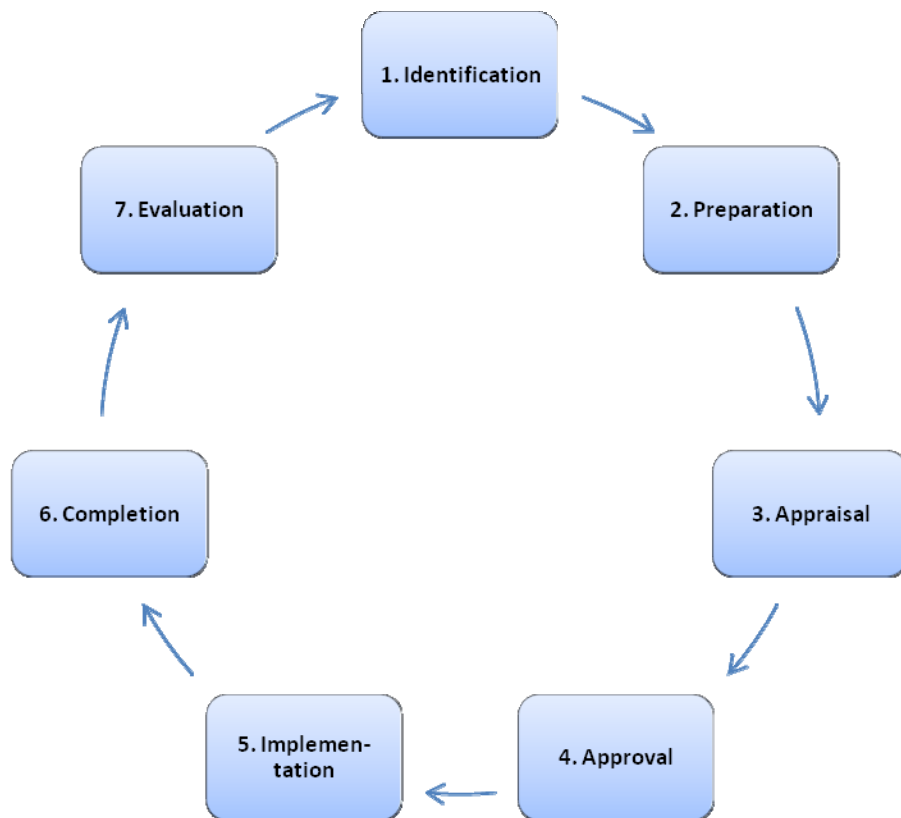 1. Identification
2. Preparation
3. Appraisal
4. Approval
5. Implemen-
tation
6. Completion
7. Evaluation